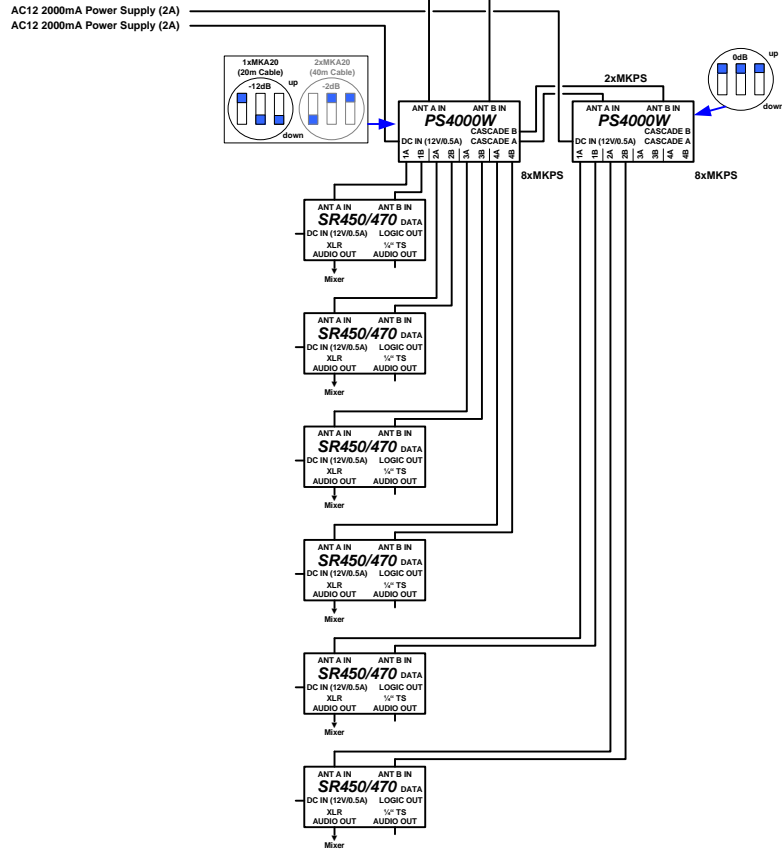 AC12 2000mA Power Supply (2A)
AC12 2000mA Power Supply (2A)
1xMKA20
(20m Cable)
-12dB
up
down
2xMKA20
(40m Cable)
-2dB
ANT A IN
ANT B IN
PS4000W
CASCADE B
DC IN (12V/0.5A)
CASCADE A
1A
1B
2A
2B
3A
3B
4A
4B
8xMKPS
2xMKPS
ANT A IN
ANT B IN
PS4000W
CASCADE B
DC IN (12V/0.5A)
CASCADE A
1A
1B
2A
2B
3A
3B
4A
4B
8xMKPS
0dB
up
down
ANT A IN
ANT B IN
SR450/470 DATA
DC IN (12V/0.5A)
LOGIC OUT
XLR
¼“ TS
AUDIO OUT
AUDIO OUT
Mixer
ANT A IN
ANT B IN
SR450/470 DATA
DC IN (12V/0.5A)
LOGIC OUT
XLR
¼“ TS
AUDIO OUT
AUDIO OUT
Mixer
ANT A IN
ANT B IN
SR450/470 DATA
DC IN (12V/0.5A)
LOGIC OUT
XLR
¼“ TS
AUDIO OUT
AUDIO OUT
Mixer
ANT A IN
ANT B IN
SR450/470 DATA
DC IN (12V/0.5A)
LOGIC OUT
XLR
¼“ TS
AUDIO OUT
AUDIO OUT
Mixer
ANT A IN
ANT B IN
SR450/470 DATA
DC IN (12V/0.5A)
LOGIC OUT
XLR
¼“ TS
AUDIO OUT
AUDIO OUT
Mixer
ANT A IN
ANT B IN
SR450/470 DATA
DC IN (12V/0.5A)
LOGIC OUT
XLR
¼“ TS
AUDIO OUT
AUDIO OUT
Mixer